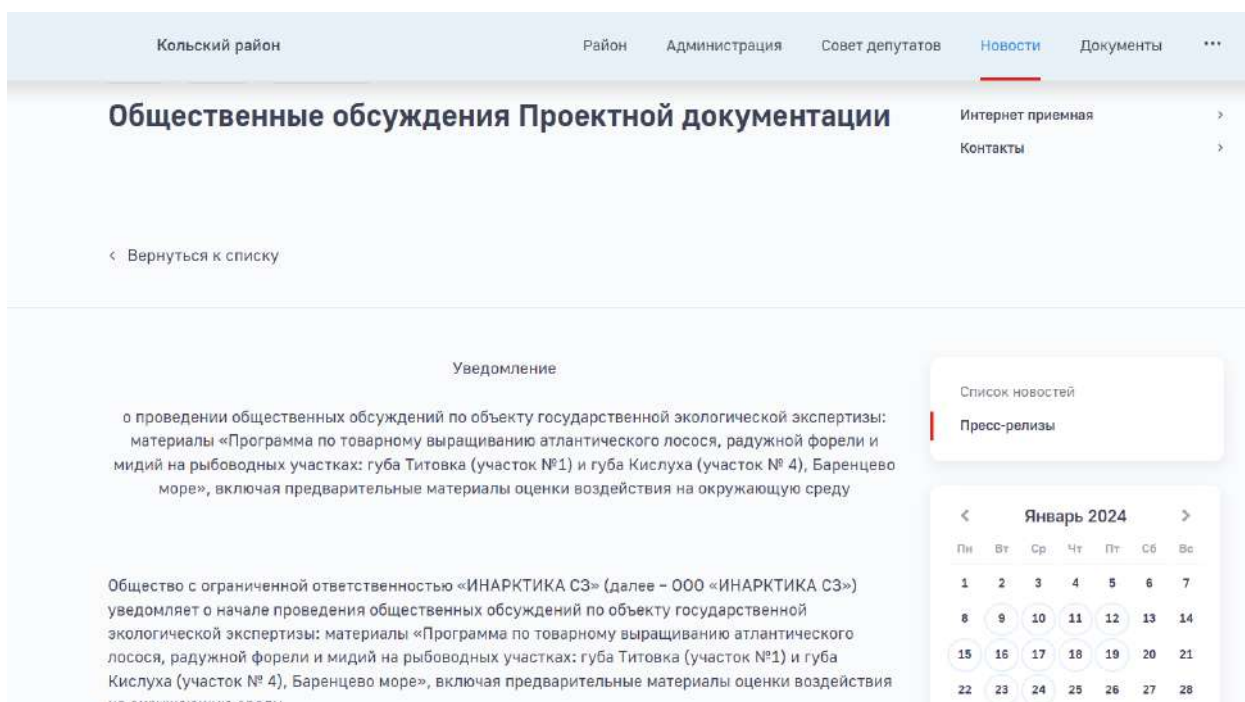 Кольский район
Район
Администрация
Совет депутатов
Новости
Документы
...
Общественные обсуждения Проектной документации
Интернет приемная >
Контакты >
< Вернуться к списку
Уведомление
о проведении общественных обсуждений по объекту государственной экологической экспертизы:
материалы «Программа по товарному выращиванию атлантического лосося, радужной форели и
мидий на рыбоводных участках: губа Титовка (участок №1) и губа Кислуха (участок № 4), Баренцево
море», включая предварительные материалы оценки воздействия на окружающую среду
Общество с ограниченной ответственностью «ИНАРКТИКА СЗ» (далее – ООО «ИНАРКТИКА СЗ»)
уведомляет о начале проведения общественных обсуждений по объекту государственной
экологической экспертизы: материалы «Программа по товарному выращиванию атлантического
лосося, радужной форели и мидий на рыбоводных участках: губа Титовка (участок №1) и губа
Кислуха (участок № 4), Баренцево море», включая предварительные материалы оценки воздействия
Список новостей
Пресс-релизы
< Январь 2024 >
Пн Вт Ср Чт Пт Сб Вс
1 2 3 4 5 6 7
8 9 10 11 12 13 14
15 16 17 18 19 20 21
22 23 24 25 26 27 28